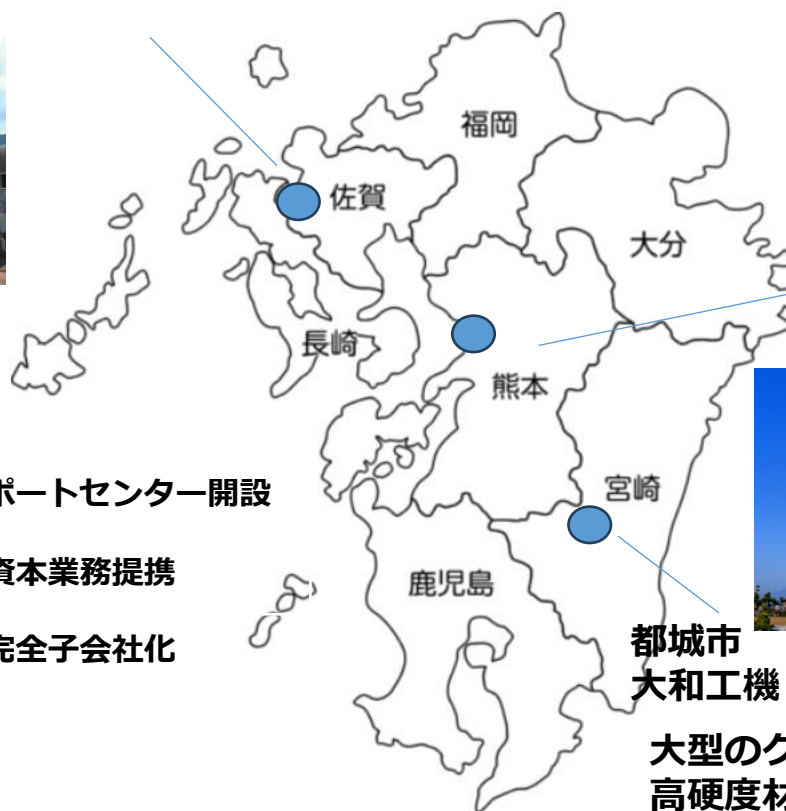 福岡
佐賀
大分
長崎
熊本
宮崎
鹿児島
ポートセンター開設
資本業務提携
完全子会社化
都城市
大和工機
大型のク
高硬度材